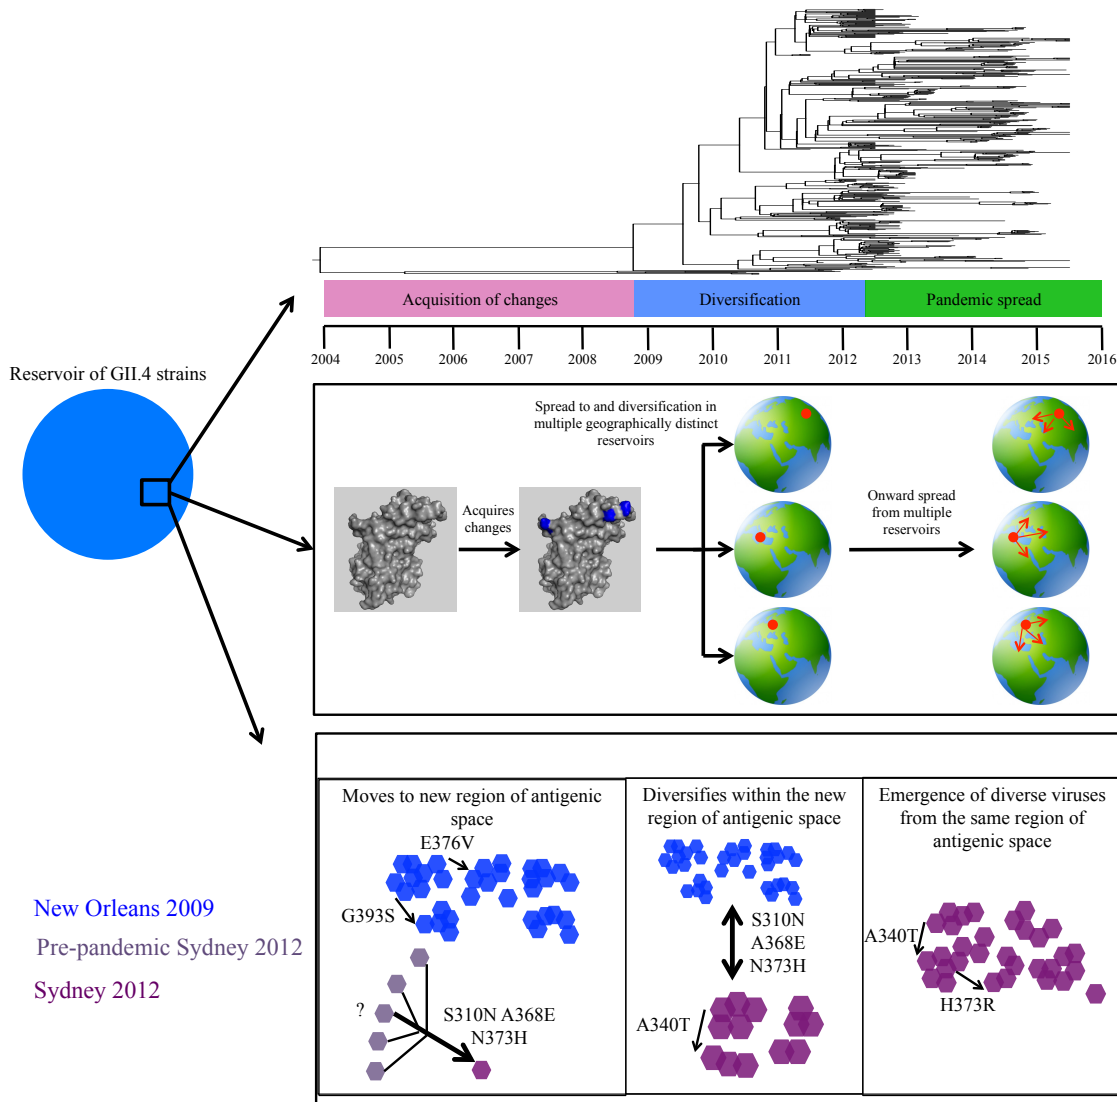 Acquisition of changes
Diversification
Pandemic spread
2004
2005
2006
2007
2008
2009
2010
2011
2012
2013
2014
2015
2016
Reservoir of GII.4 strains
Spread to and diversification in
multiple geographically distinct
reservoirs
Acquires
changes
Onward spread
from multiple
reservoirs
Moves to new region of antigenic
space
E376V
G393S
?
S310N A368E
N373H
Diversifies within the new
region of antigenic space
S310N
A368E
N373H
A340T
Emergence of diverse viruses
from the same region of
antigenic space
A340T
H373R
New Orleans 2009
Pre-pandemic Sydney 2012
Sydney 2012